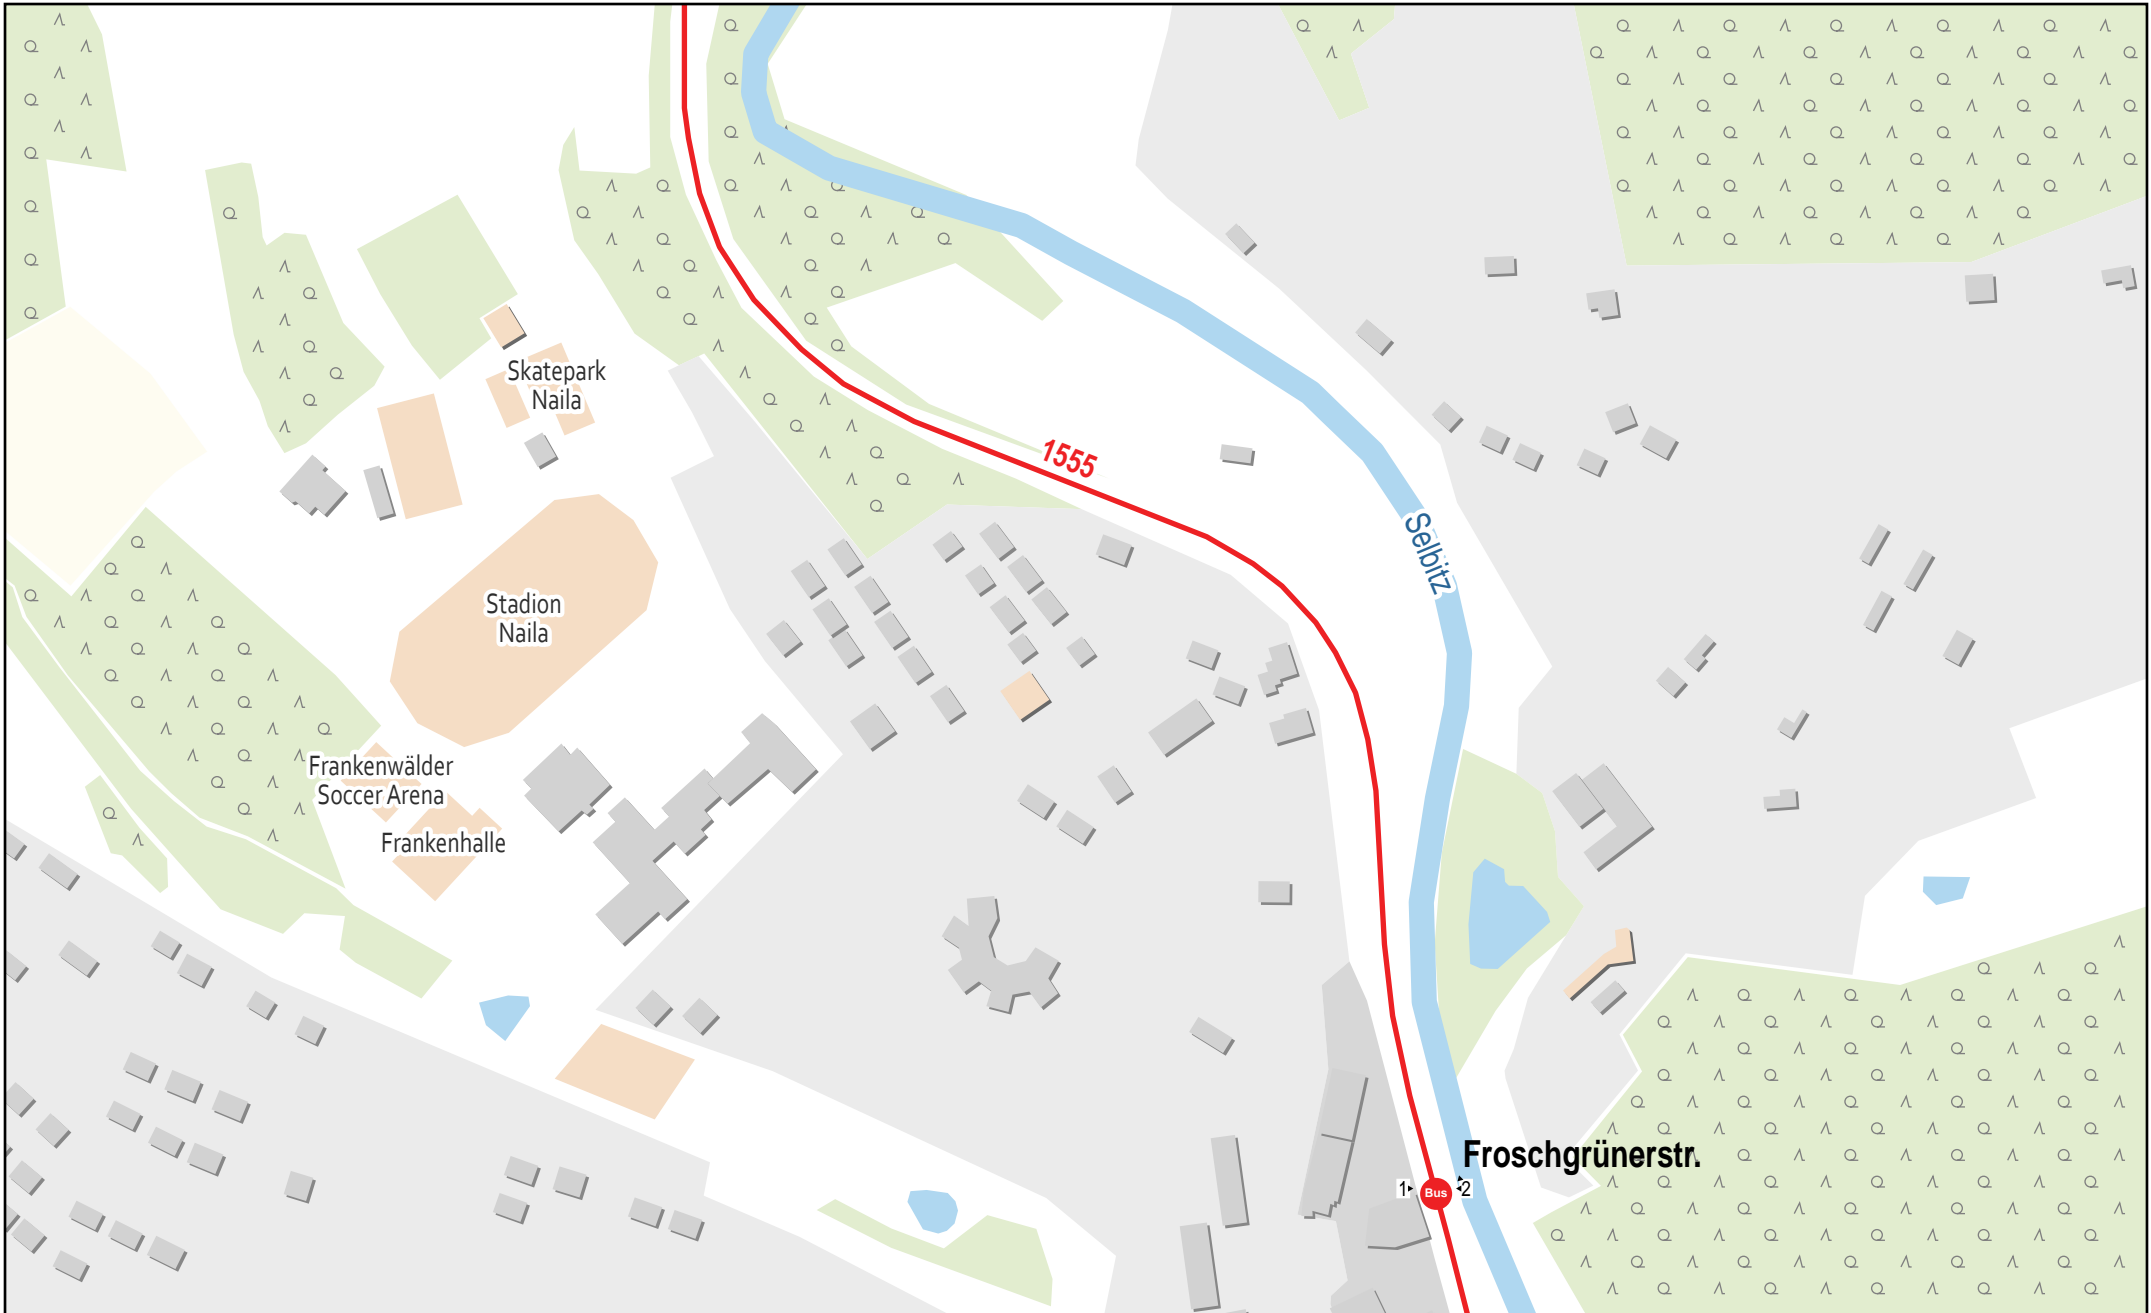 Skatepark
Naila
1555
Selbitz
Stadion
Naila
Frankenwälder
Soccer Arena
Frankenhalle
Froschgrünerstr.
1 Bus 2